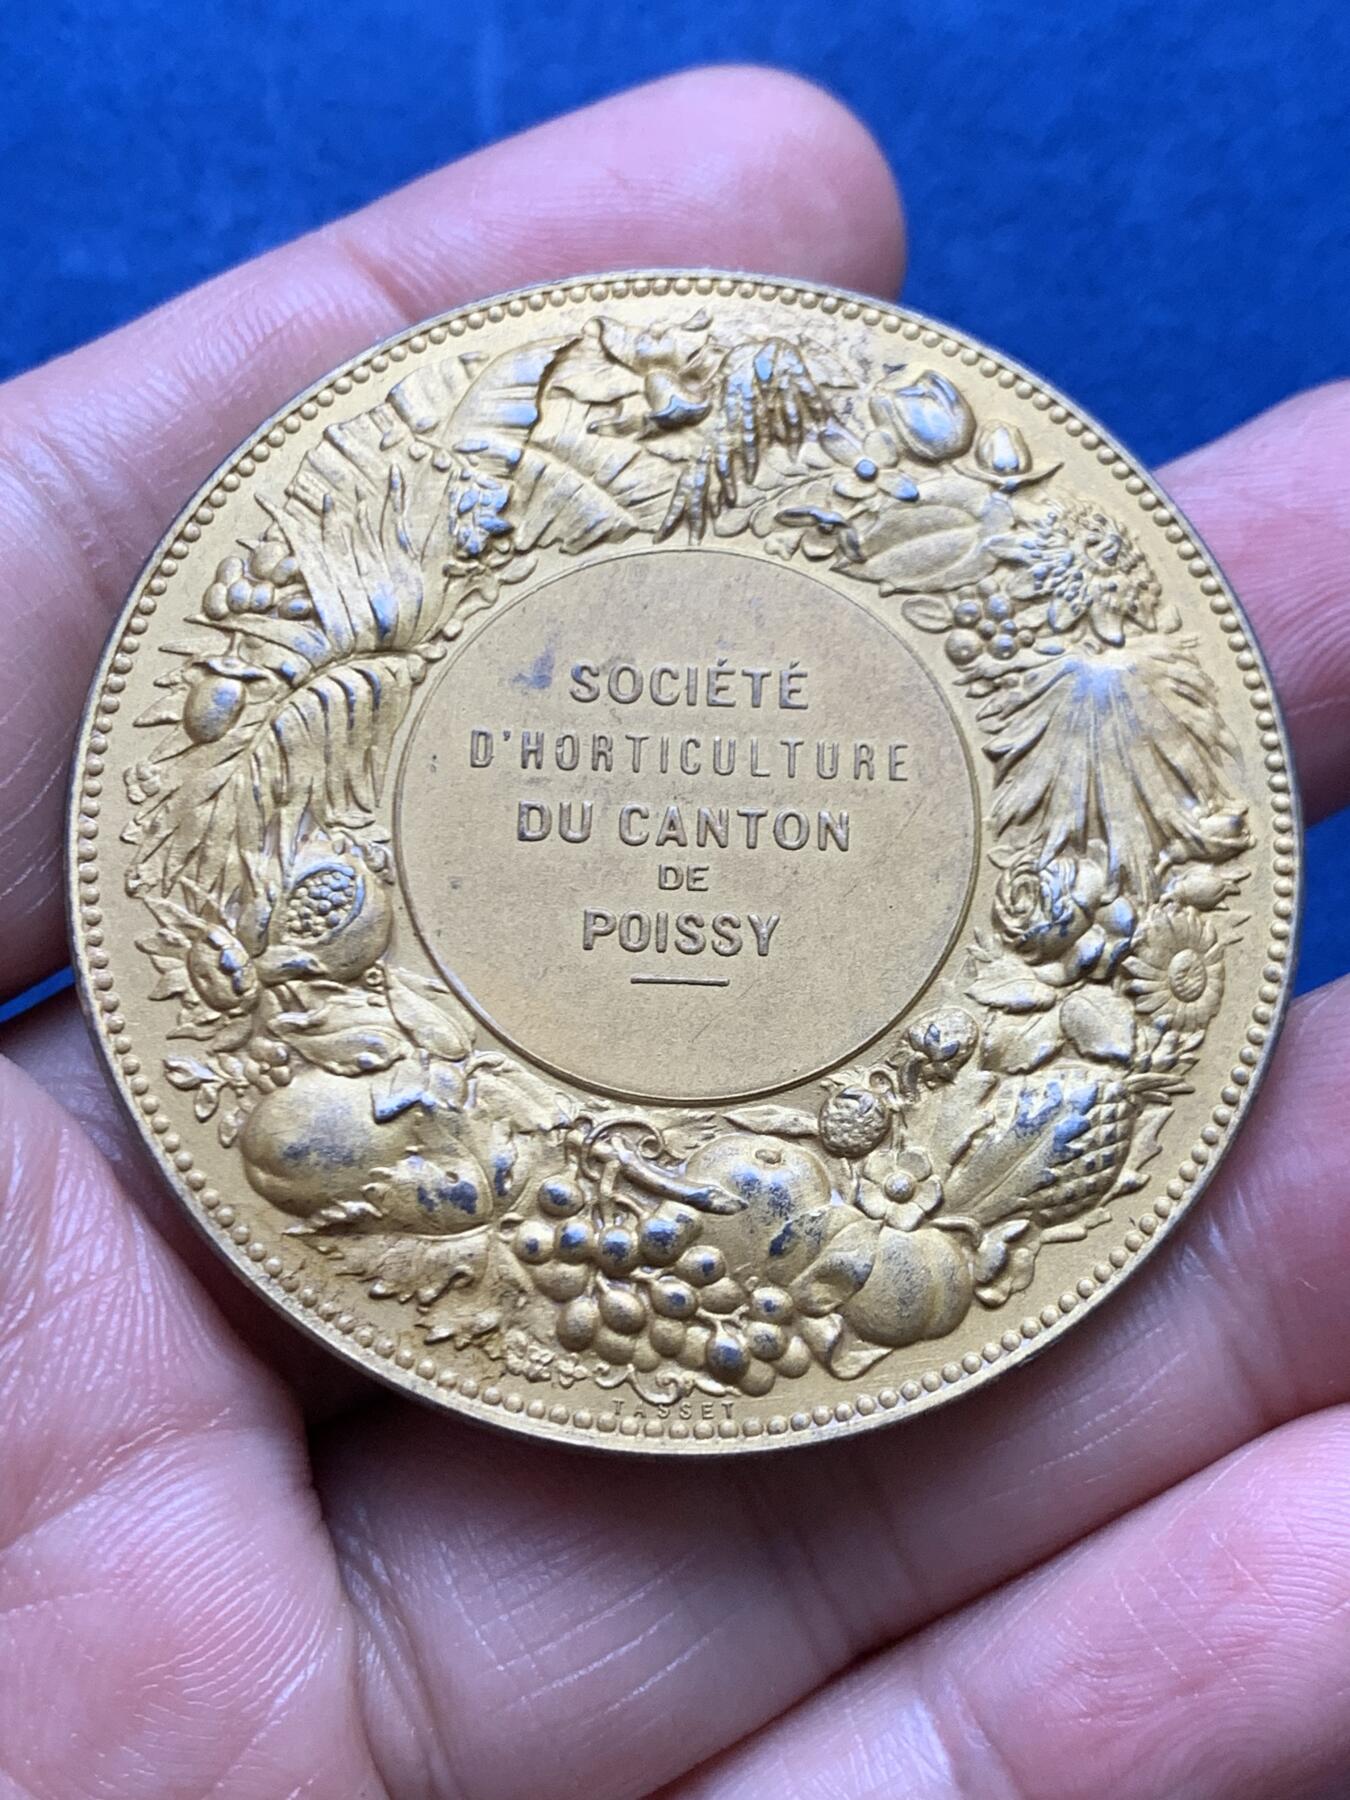 SOCIÉTÉ
D'HORTICULTURE
DU CANTON
DE
POISSY
TASSET